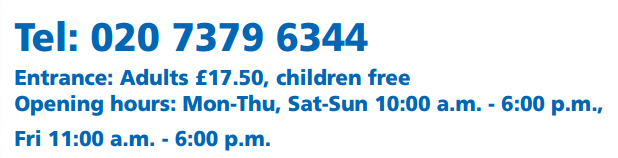 Tel: 020 7379 6344
Entrance: Adults £17.50, children free
Opening hours: Mon-Thu, Sat-Sun 10:00 a.m. - 6:00 p.m.,
Fri 11:00 a.m. - 6:00 p.m.